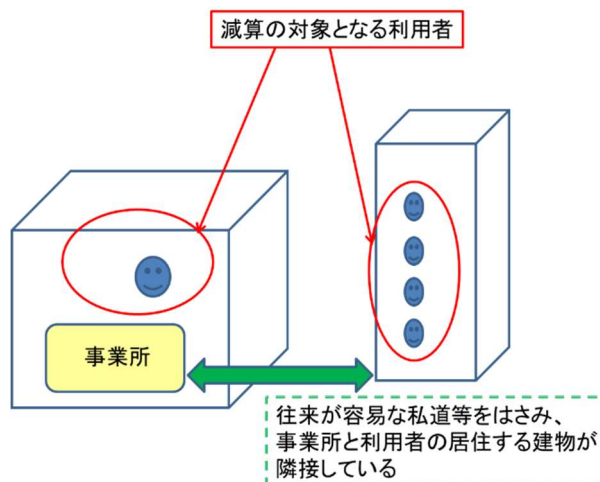 減算の対象となる利用者
事業所
往来が容易な私道等をはさみ、
事業所と利用者の居住する建物が
隣接している